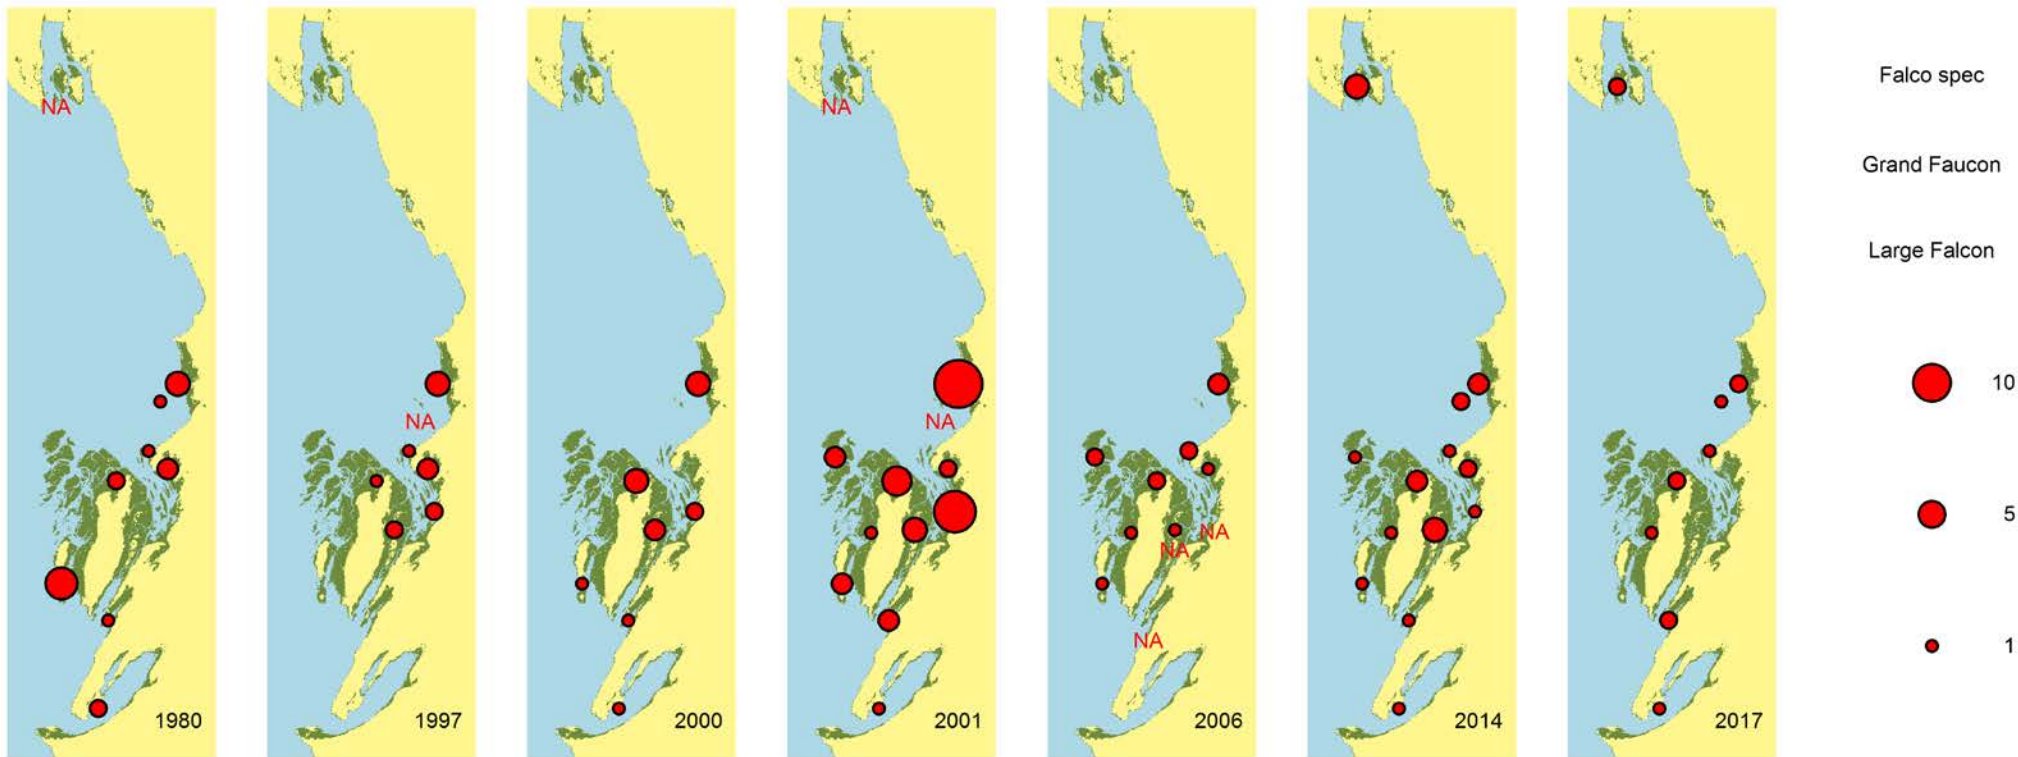 NA
NA
Falco spec
Grand Faucon
Large Falcon
10
NA
NA
5
NA
NA
NA
1
1980
1997
2000
2001
2006
2014
2017